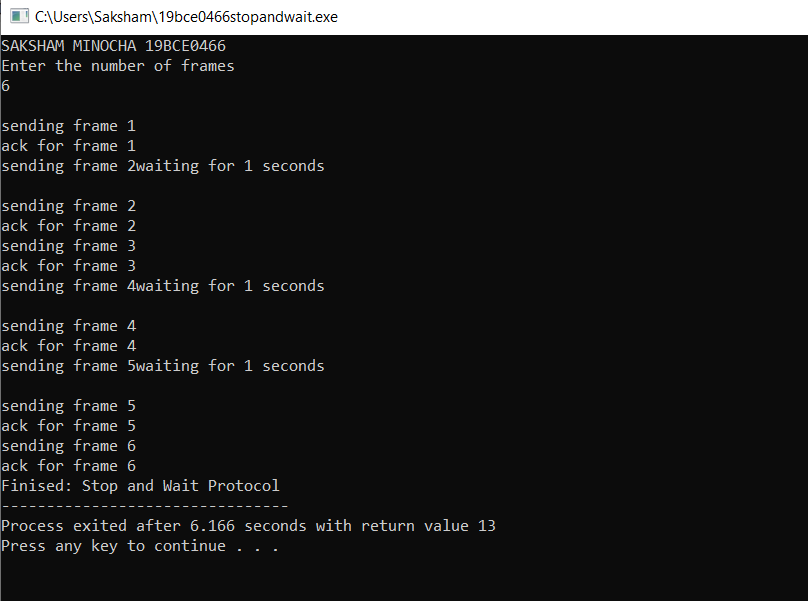 C:\Users\Saksham\19bce0466stopandwait.exe
SAKSHAM MINOCHA 19BCE0466
Enter the number of frames
6
sending frame 1
ack for frame 1
sending frame 2waiting for 1 seconds
sending frame 2
ack for frame 2
sending frame 3
ack for frame 3
sending frame 4waiting for 1 seconds
sending frame 4
ack for frame 4
sending frame 5waiting for 1 seconds
sending frame 5
ack for frame 5
sending frame 6
ack for frame 6
Finised: Stop and Wait Protocol
--------------------------------
Process exited after 6.166 seconds with return value 13
Press any key to continue . . .